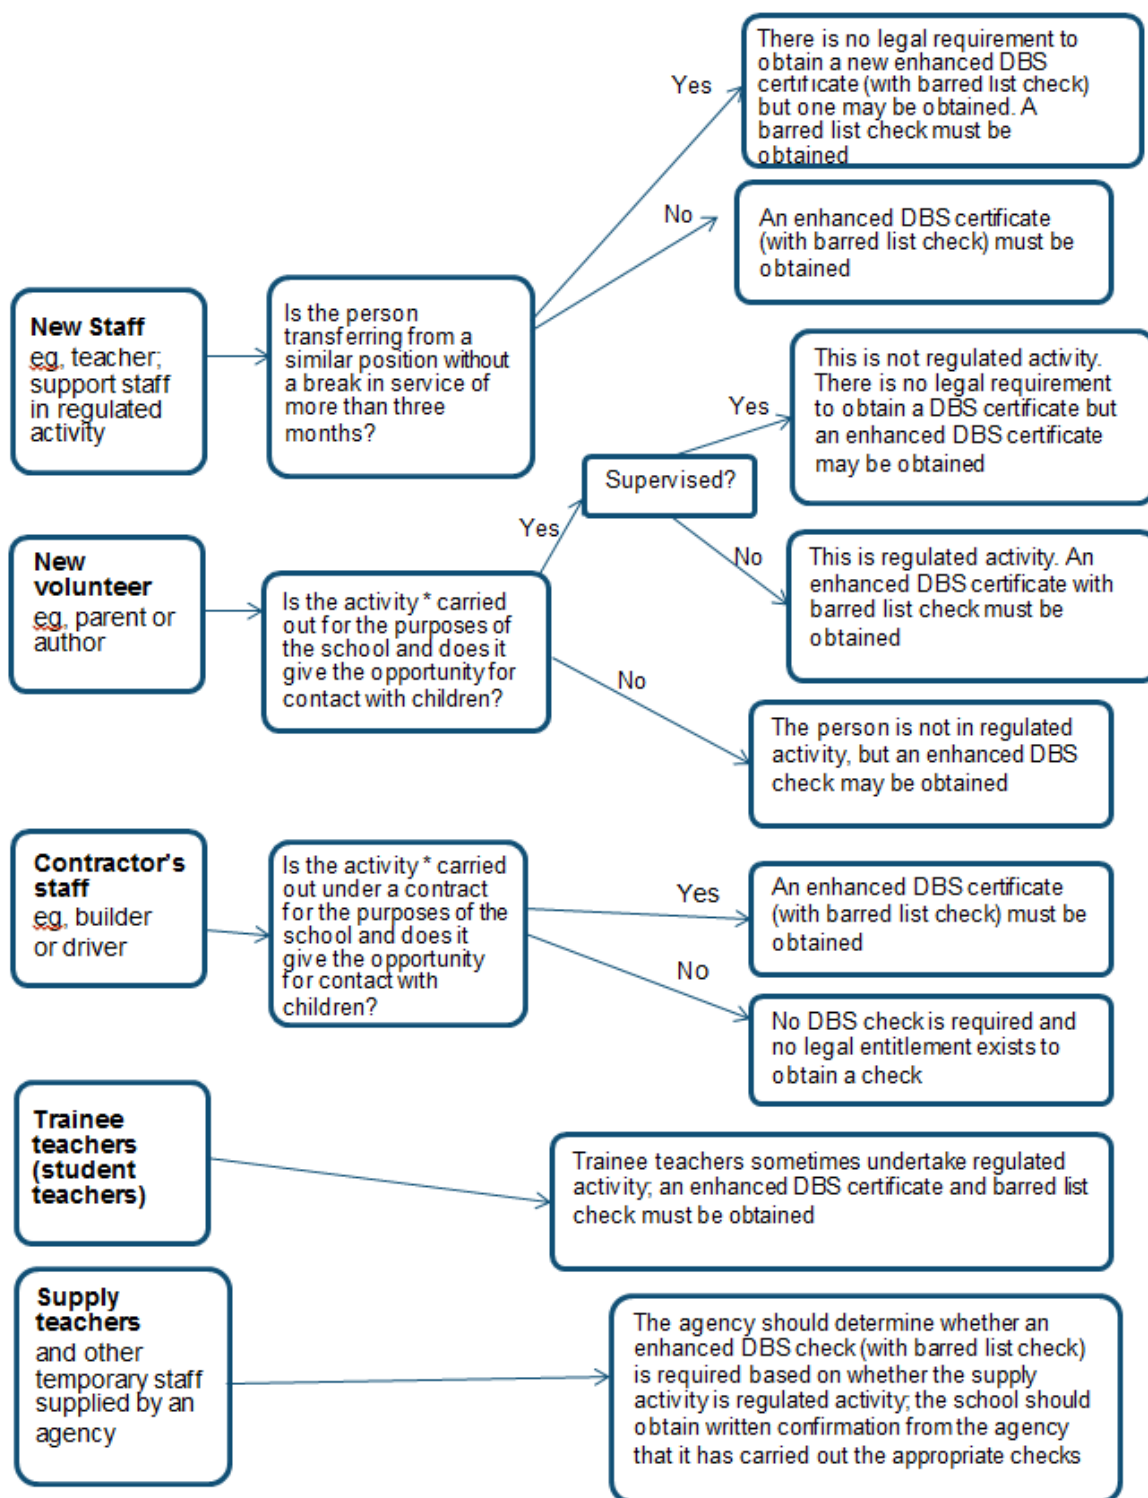 There is no legal requirement to
obtain a new enhanced DBS
certificate (with barred list check)
but one may be obtained. A
barred list check must be
obtained
Yes
No
An enhanced DBS certificate
(with barred list check) must be
obtained
New Staff
eg, teacher;
support staff
in regulated
activity
Is the person
transferring from a
similar position without
a break in service of
more than three
months?
This is not regulated activity.
There is no legal requirement
to obtain a DBS certificate but
an enhanced DBS certificate
may be obtained
Yes
Supervised?
Yes
No
This is regulated activity. An
enhanced DBS certificate with
barred list check must be
obtained
New
volunteer
eg, parent or
author
Is the activity * carried
out for the purposes of
the school and does it
give the opportunity for
contact with children?
No
The person is not in regulated
activity, but an enhanced DBS
check may be obtained
Contractor's
staff
eg, builder
or driver
Is the activity * carried
out under a contract
for the purposes of the
school and does it
give the opportunity
for contact with
children?
Yes
An enhanced DBS certificate
(with barred list check) must be
obtained
No
No DBS check is required and
no legal entitlement exists to
obtain a check
Trainee
teachers
(student
teachers)
Trainee teachers sometimes undertake regulated
activity; an enhanced DBS certificate and barred list
check must be obtained
Supply
teachers
and other
temporary staff
supplied by an
agency
The agency should determine whether an
enhanced DBS check (with barred list check)
is required based on whether the supply
activity is regulated activity; the school should
obtain written confirmation from the agency
that it has carried out the appropriate checks